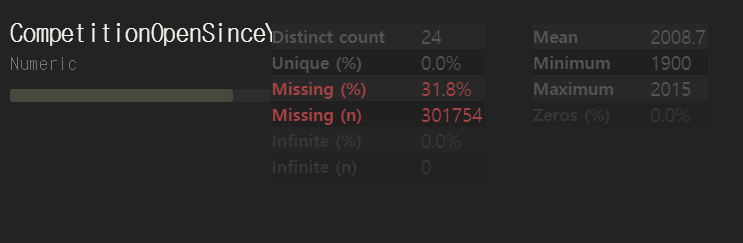 CompetitionOpenSinceY
Numeric
Distinct count 24
Unique (%) 0.0%
Missing (%) 31.8%
Missing (n) 301754
Infinite (%) 0.0%
Infinite (n) 0
Mean 2008.7
Minimum 1900
Maximum 2015
Zeros (%) 0.0%